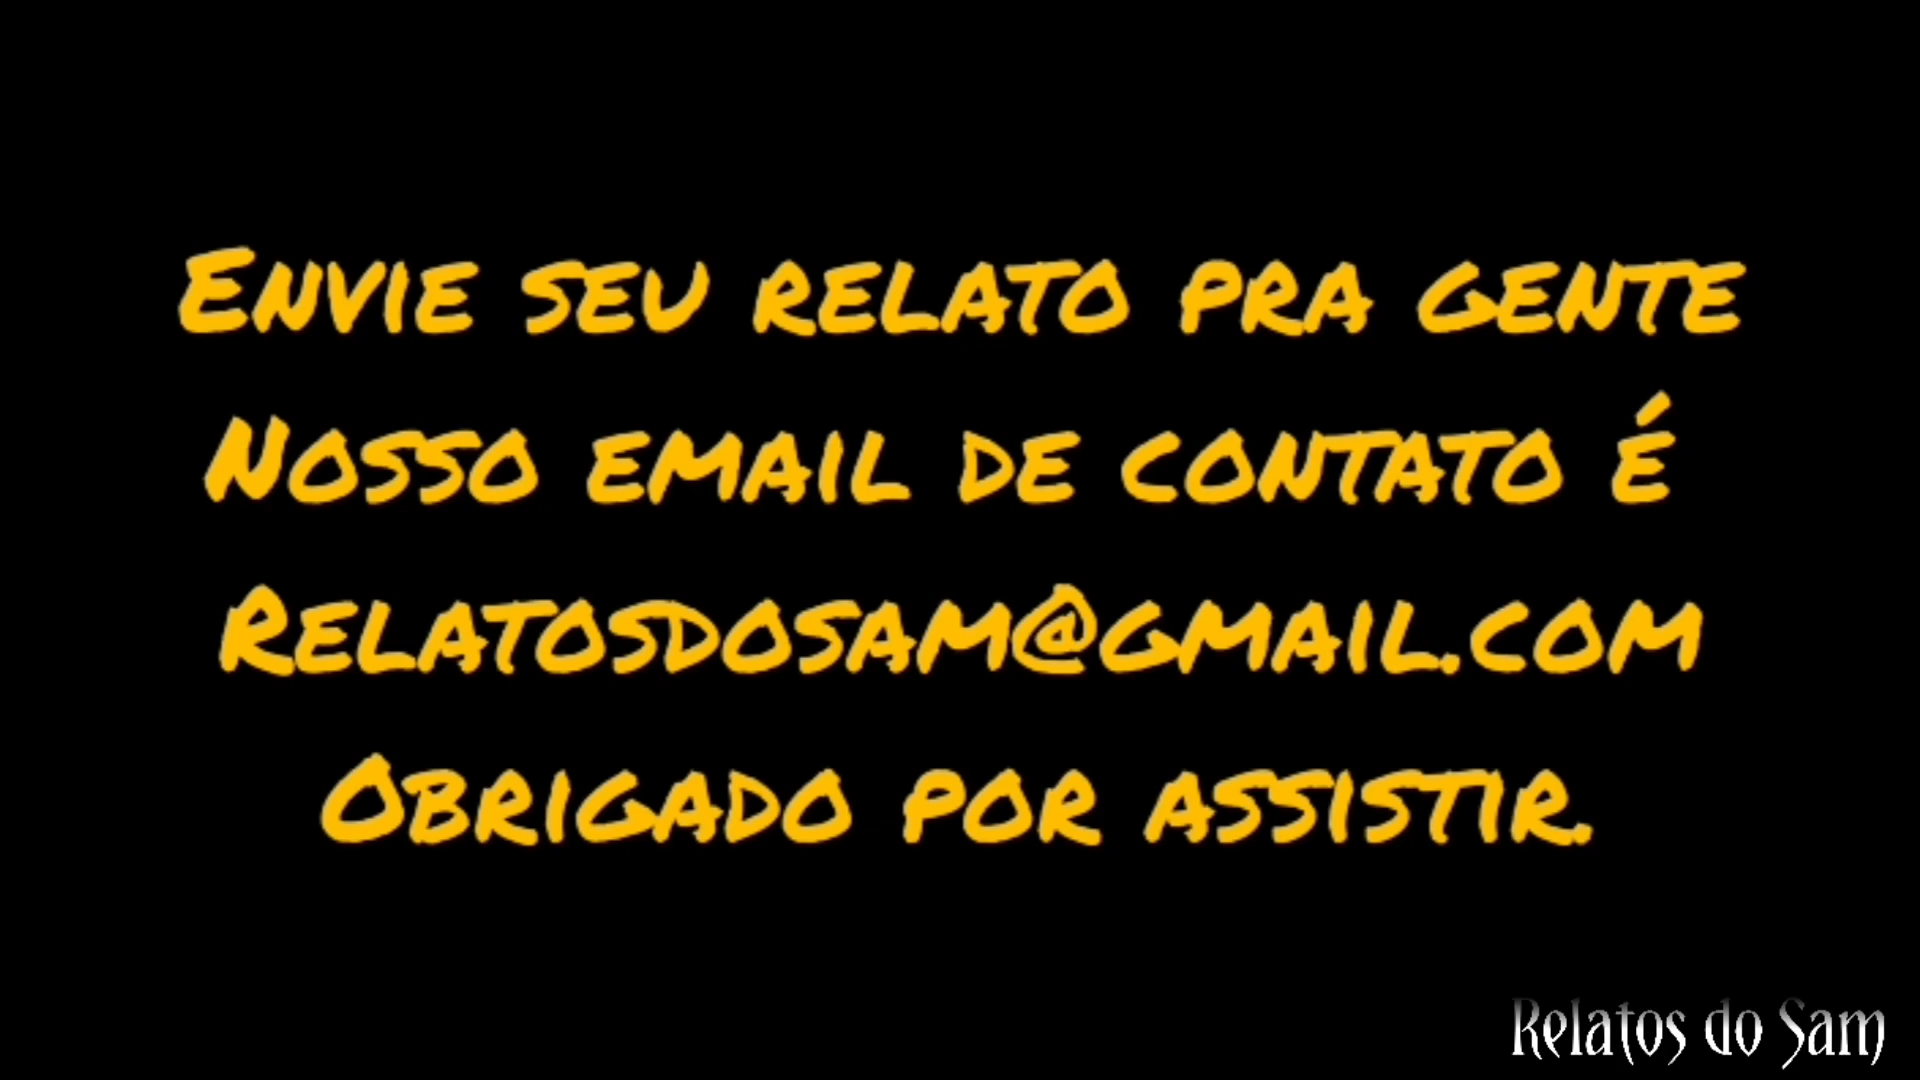 Envie seu relato pra gente
Nosso email de contato é
Relatosdosam@gmail.com
Obrigado por assistir.
Relatos do Sam